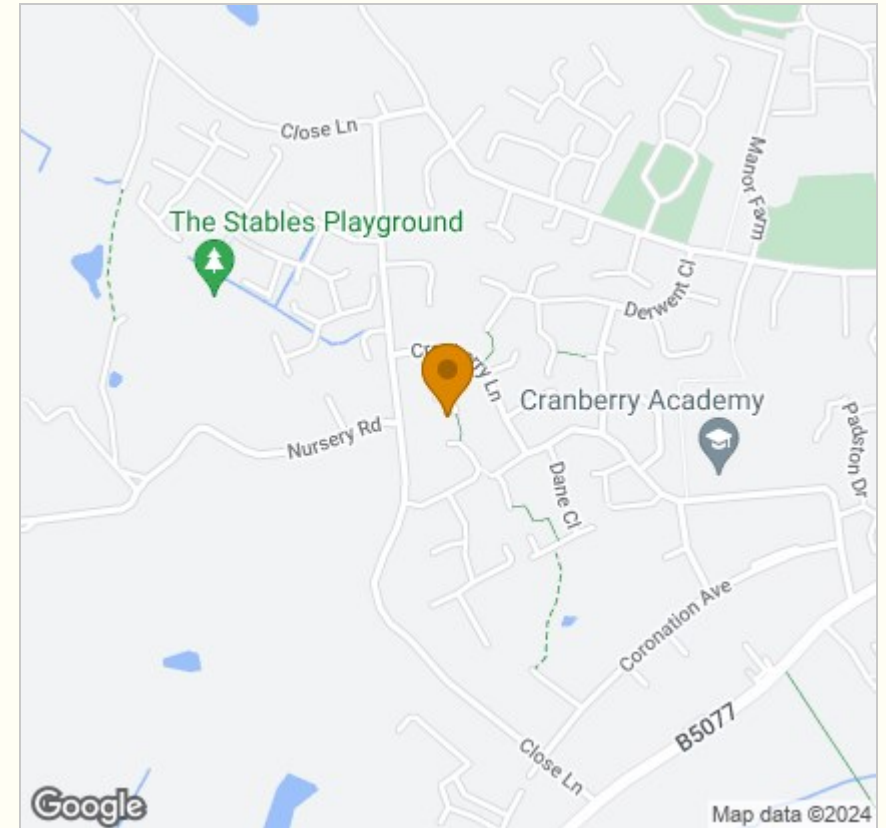 Close Ln
Manor Farm
The Stables Playground
Derwent Cl
Ln
Cranberry Academy
Nursery Rd
Padston Dr
Dane Cl
Coronation Ave
B5077
Close Ln
Google
Map data ©2024